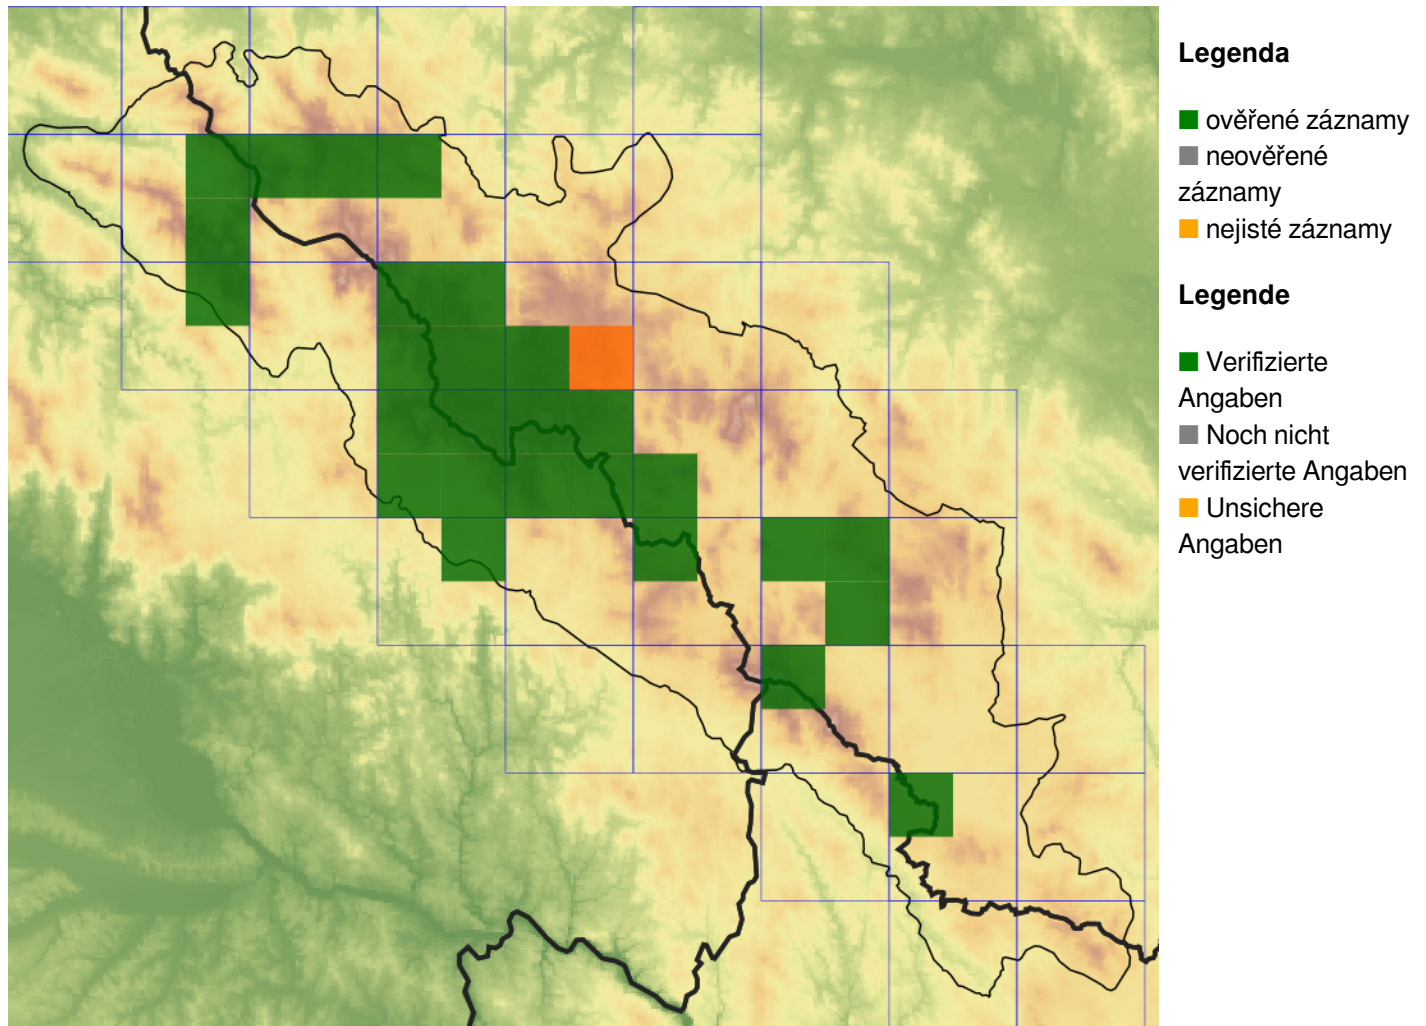 Legenda
ověřené záznamy
neověřené
záznamy
nejisté záznamy
Legende
Verifizierte
Angaben
Noch nicht
verifizierte Angaben
Unsichere
Angaben